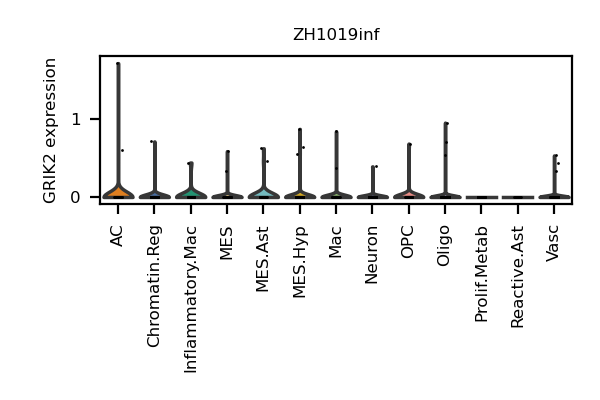 ZH1019inf
GRIK2 expression
1
0
AC
Chromatin.Reg
Inflammatory.Mac
MES
MES.Ast
MES.Hyp
Mac
Neuron
OPC
Oligo
Prolif.Metab
Reactive.Ast
Vasc